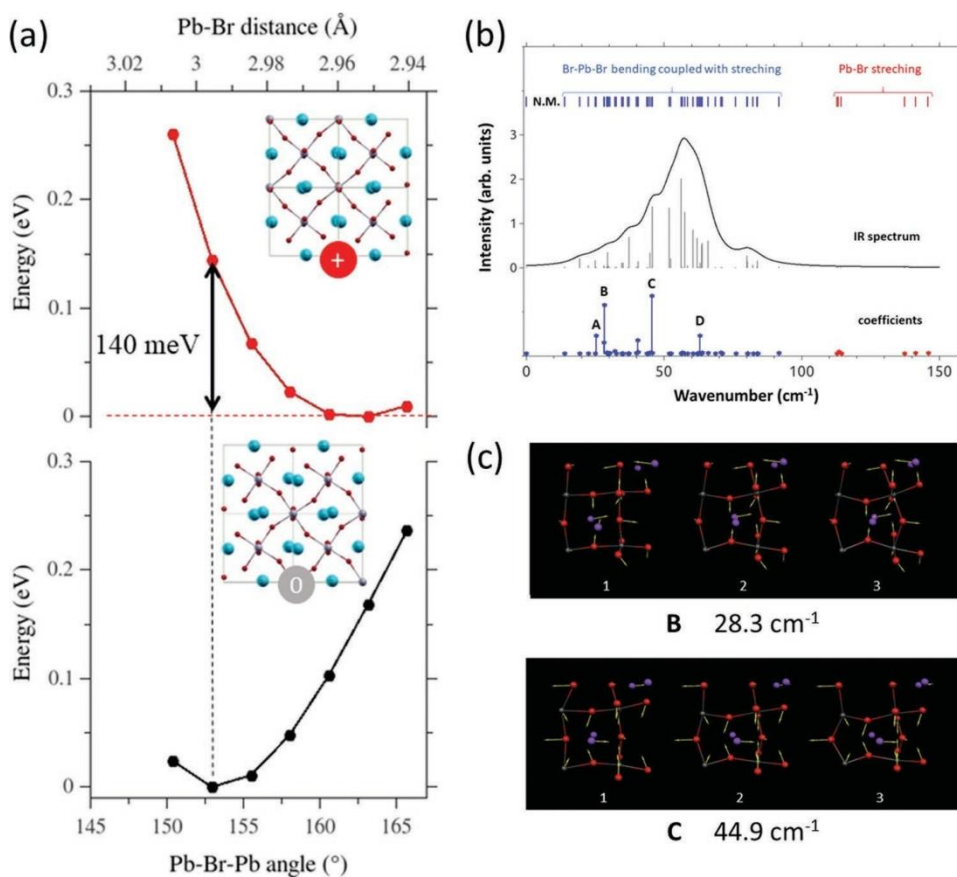 (a)
Pb-Br distance (Å)
3.02 3 2.98 2.96 2.94
0.3
0.2
0.1
0
Energy (eV)
140 meV
+
0.3
0.2
0.1
0
Energy (eV)
0
145 150 155 160 165
Pb-Br-Pb angle (°)
(b)
Br-Pb-Br bending coupled with streching
Pb-Br streching
N.M.
3
2
1
0
Intensity (arb. units)
IR spectrum
A
B
C
D
coefficients
0 50 100 150
Wavenumber (cm-1)
(c)
1 2 3
B 28.3 cm-1
1 2 3
C 44.9 cm-1